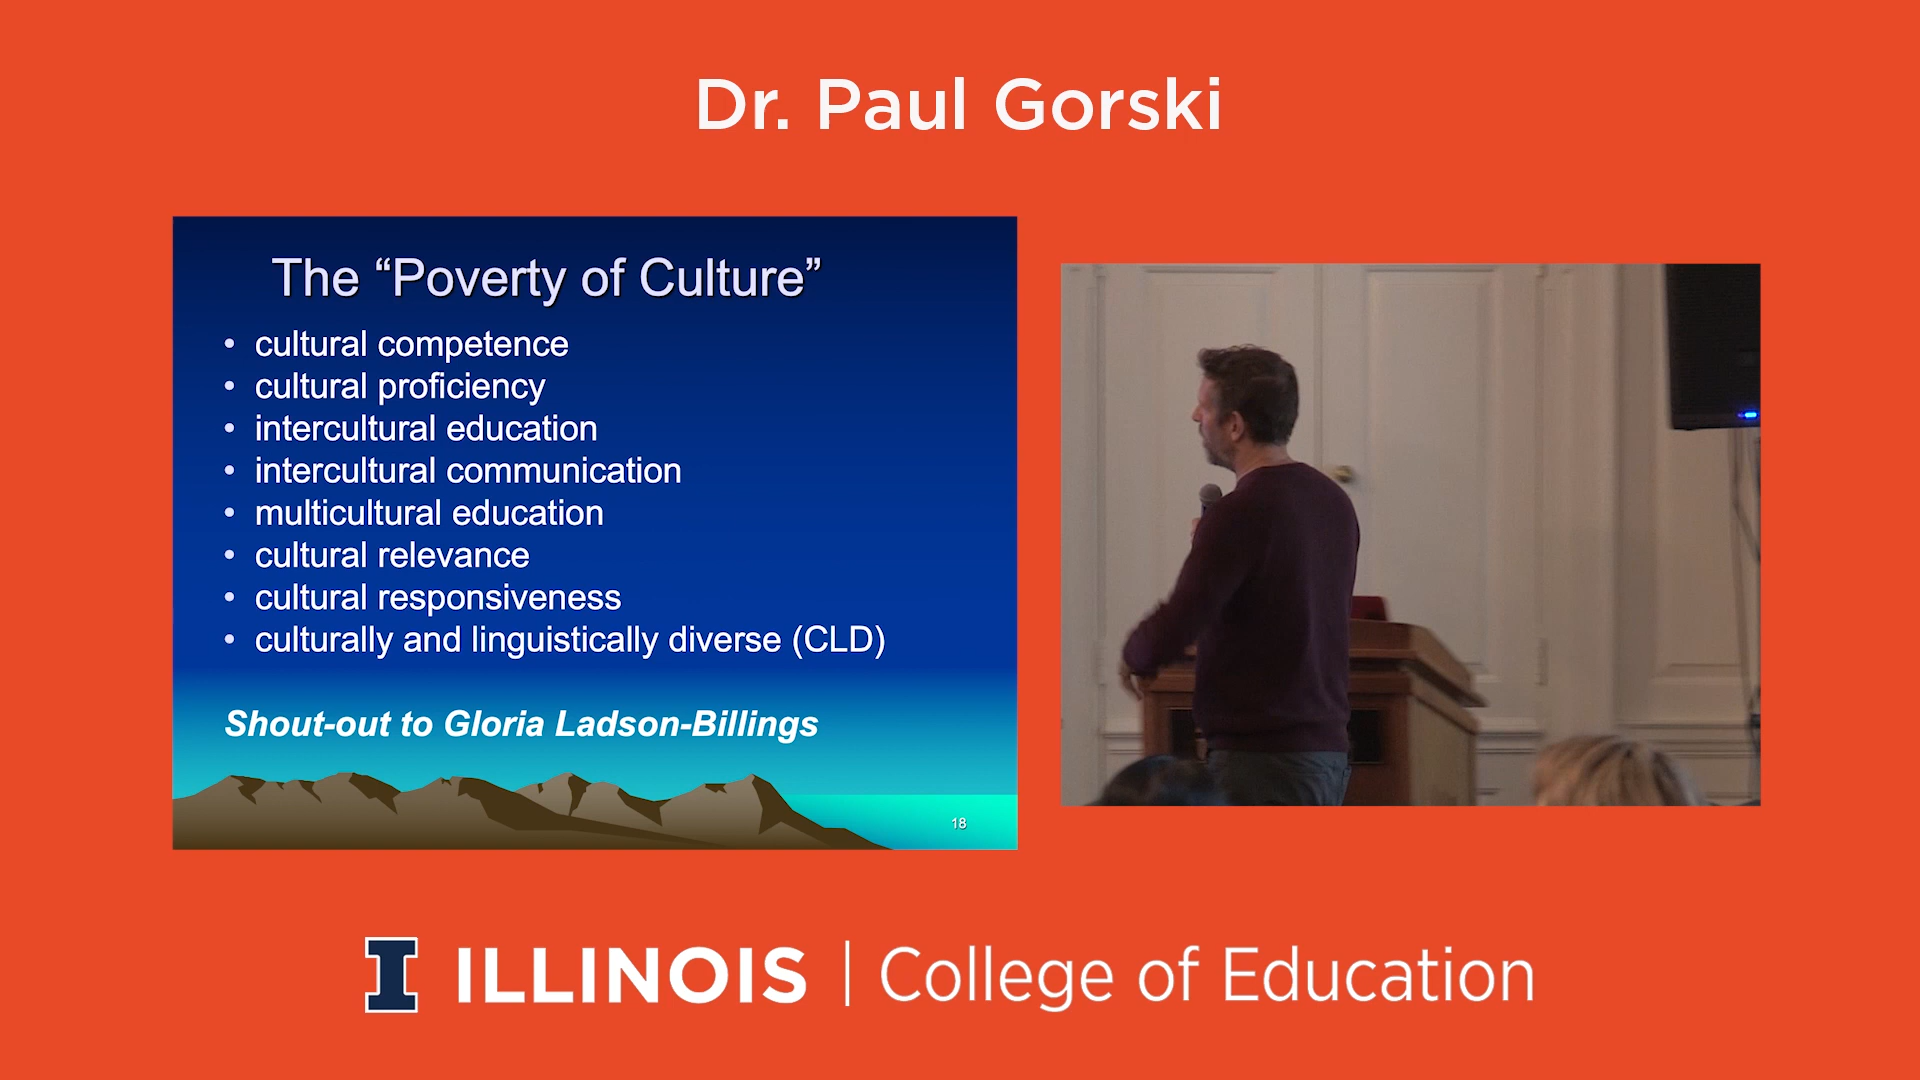 Dr. Paul Gorski
The “Poverty of Culture”
• cultural competence
• cultural proficiency
• intercultural education
• intercultural communication
• multicultural education
• cultural relevance
• cultural responsiveness
• culturally and linguistically diverse (CLD)
Shout-out to Gloria Ladson-Billings
18
I ILLINOIS | College of Education